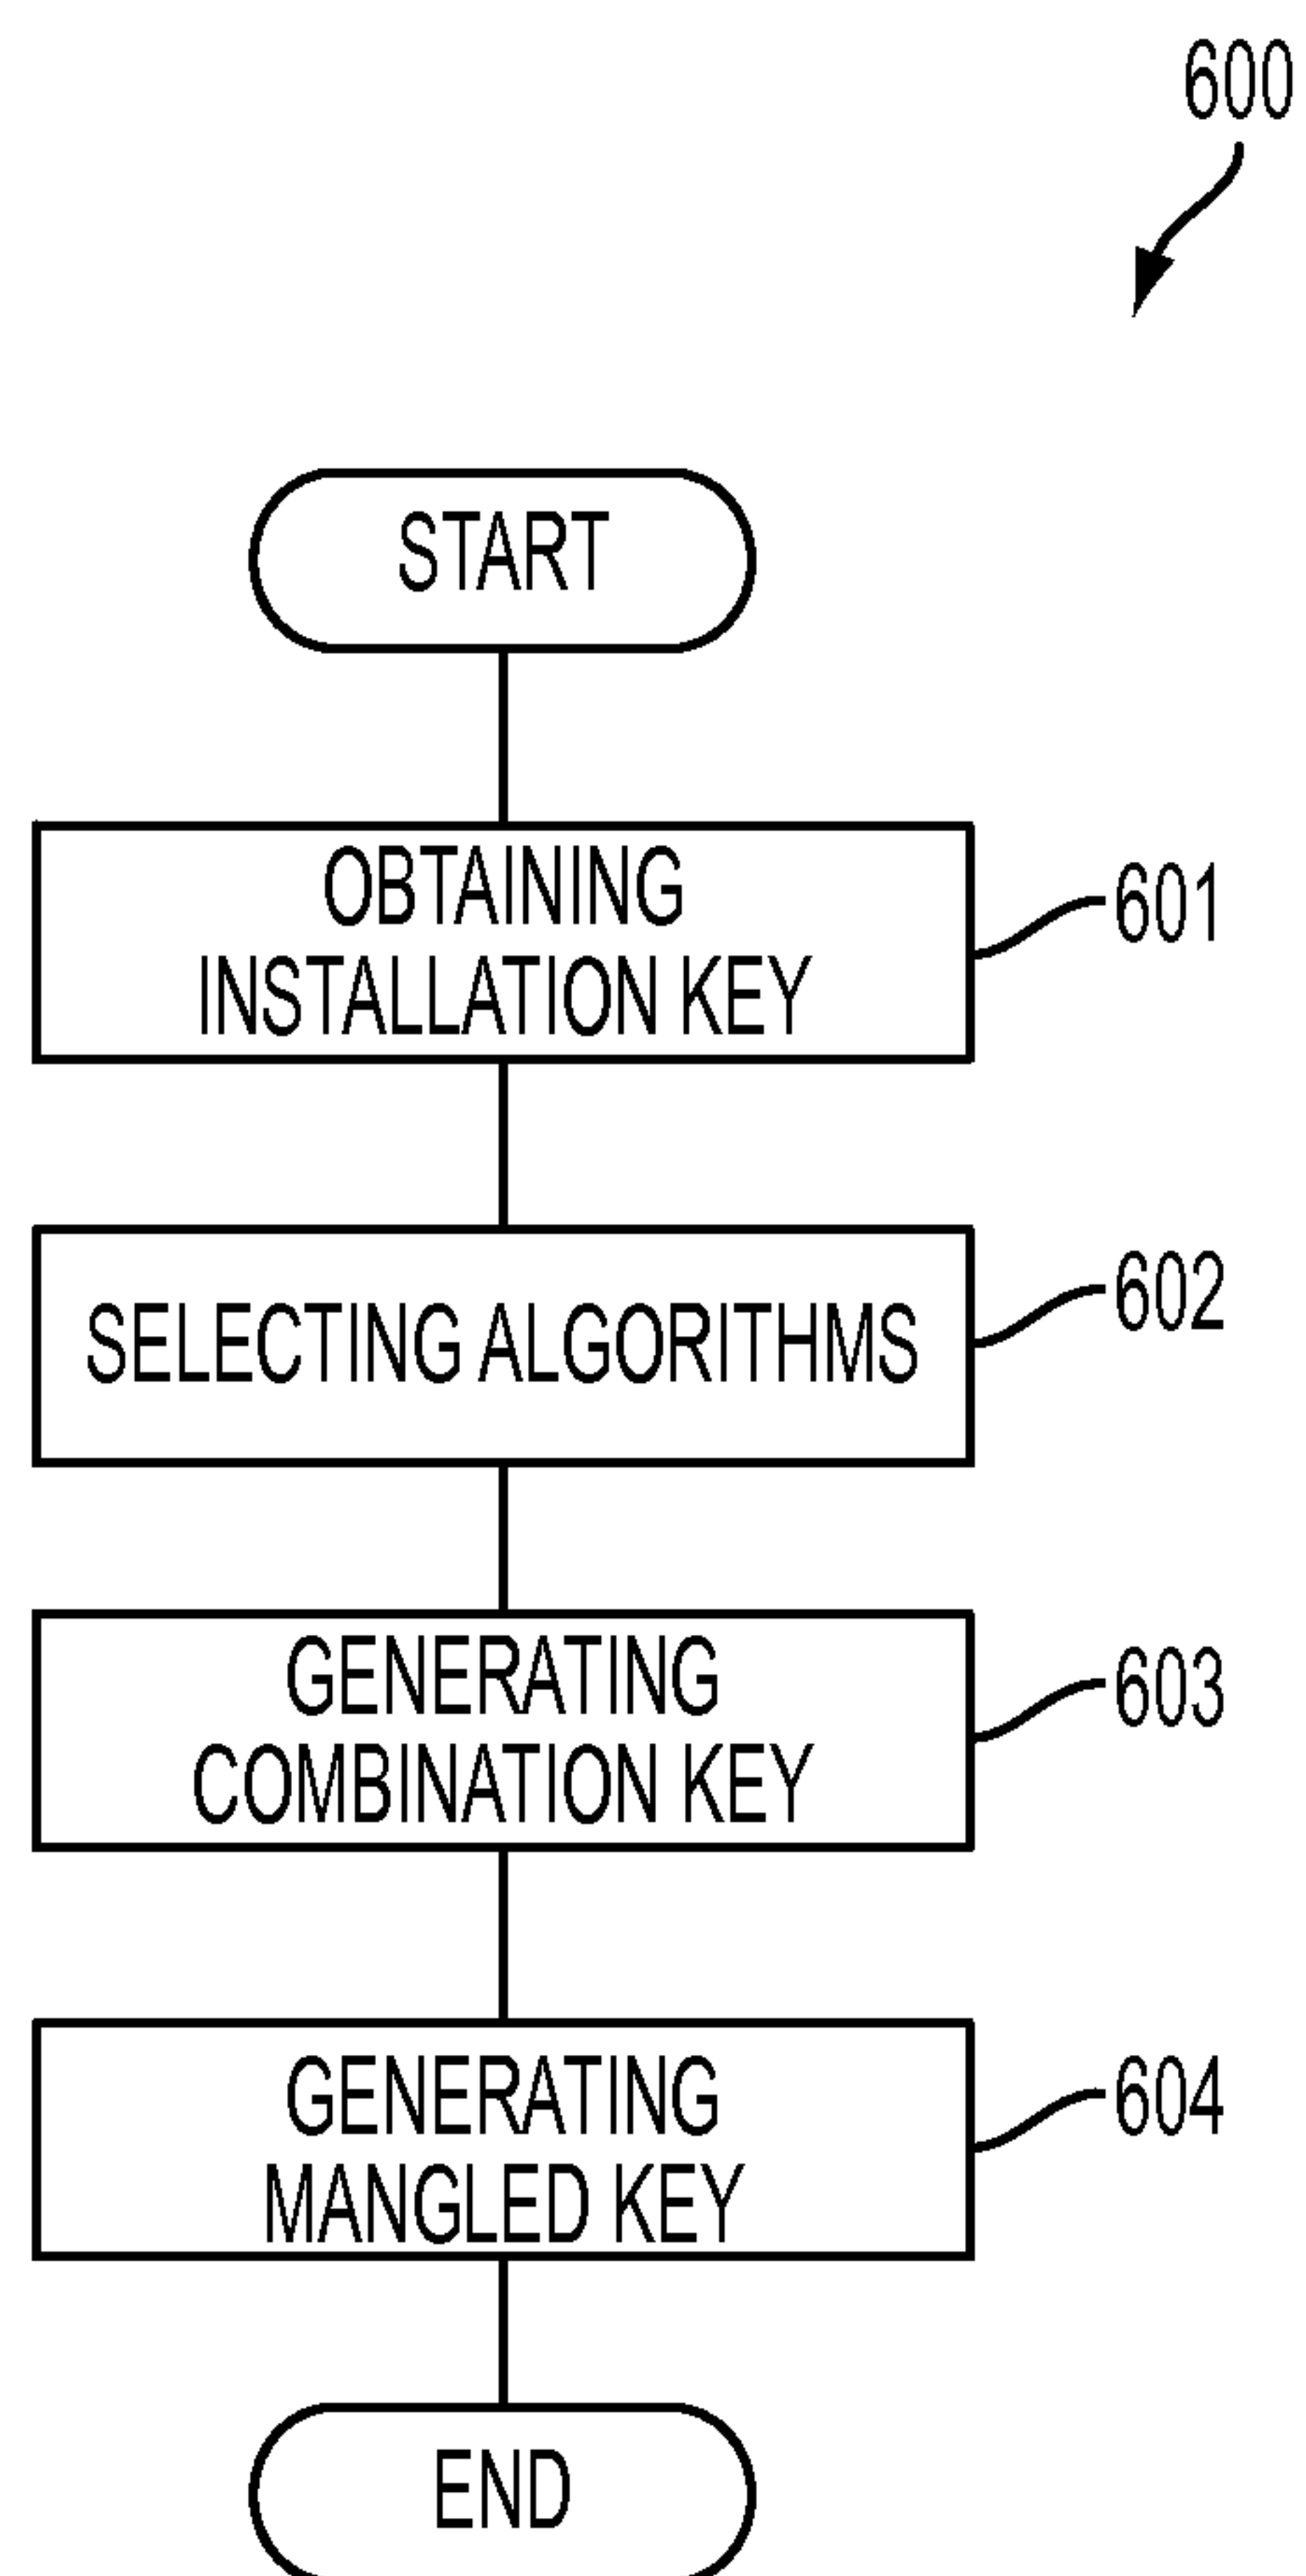 600
START
OBTAINING
INSTALLATION KEY
601
SELECTING ALGORITHMS
602
GENERATING
COMBINATION KEY
603
GENERATING
MANGLED KEY
604
END